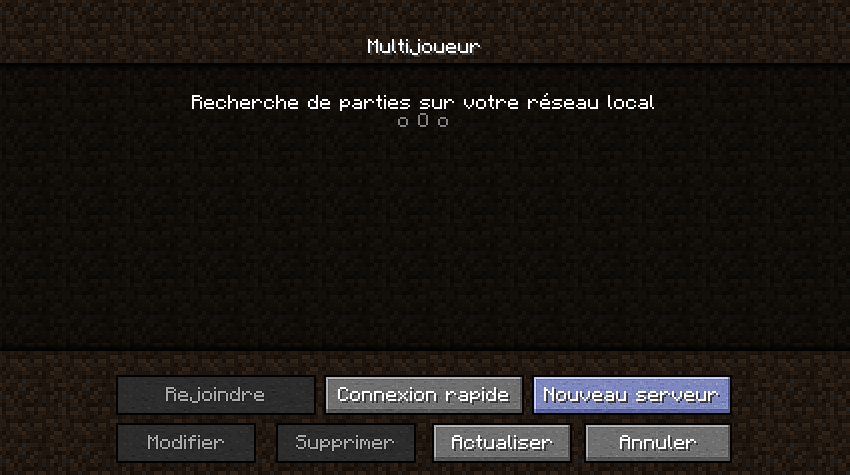 Multijoueur
Recherche de parties sur votre réseau local
o O o
Rejoindre
Connexion rapide
Nouveau serveur
Modifier
Supprimer
Actualiser
Annuler